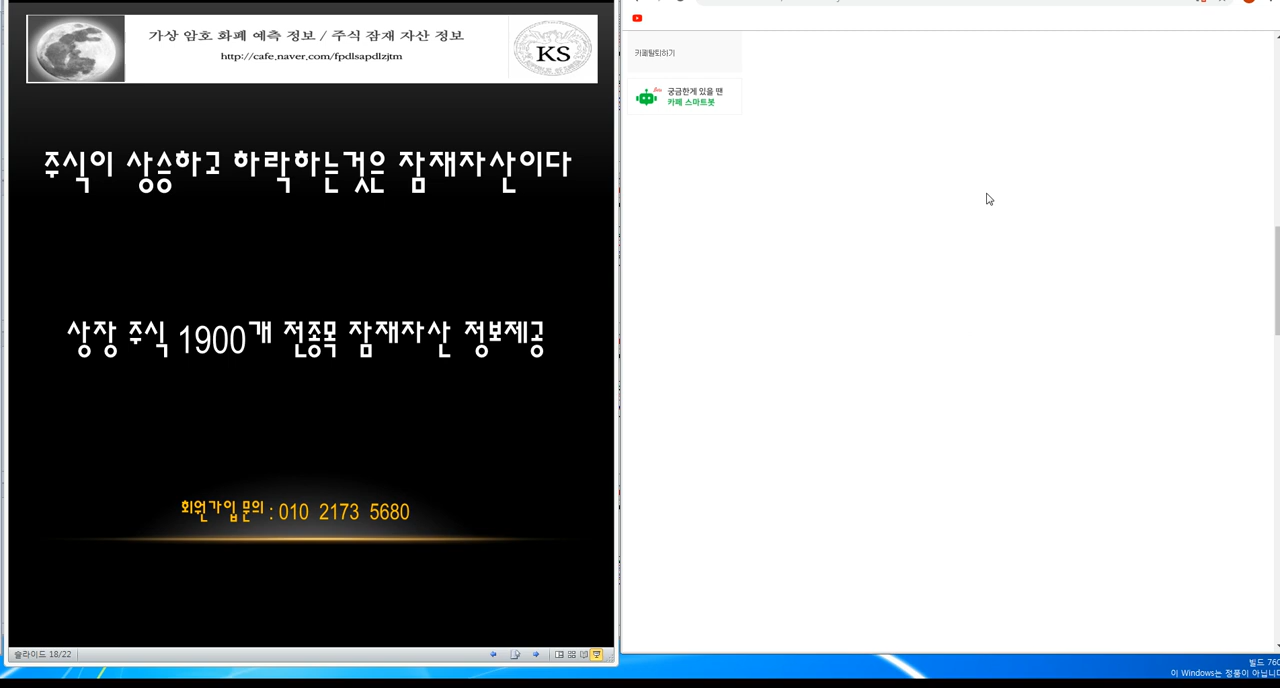 가상 암호 화폐 예측 정보 / 주식 잠재 자산 정보
http://cafe.naver.com/fpdlsapdlzjtm
KS
주식이 상승하고 하락하는것은 잠재자산이다
상장 주식 1900개 전종목 잠재자산 정보제공
회원가입 문의 : 010 2173 5680
슬라이드 18/22
카페탈퇴하기
궁금한게 있을 땐
카페 스마트봇
빌드 760
이 Windows는 정품이 아닙니다